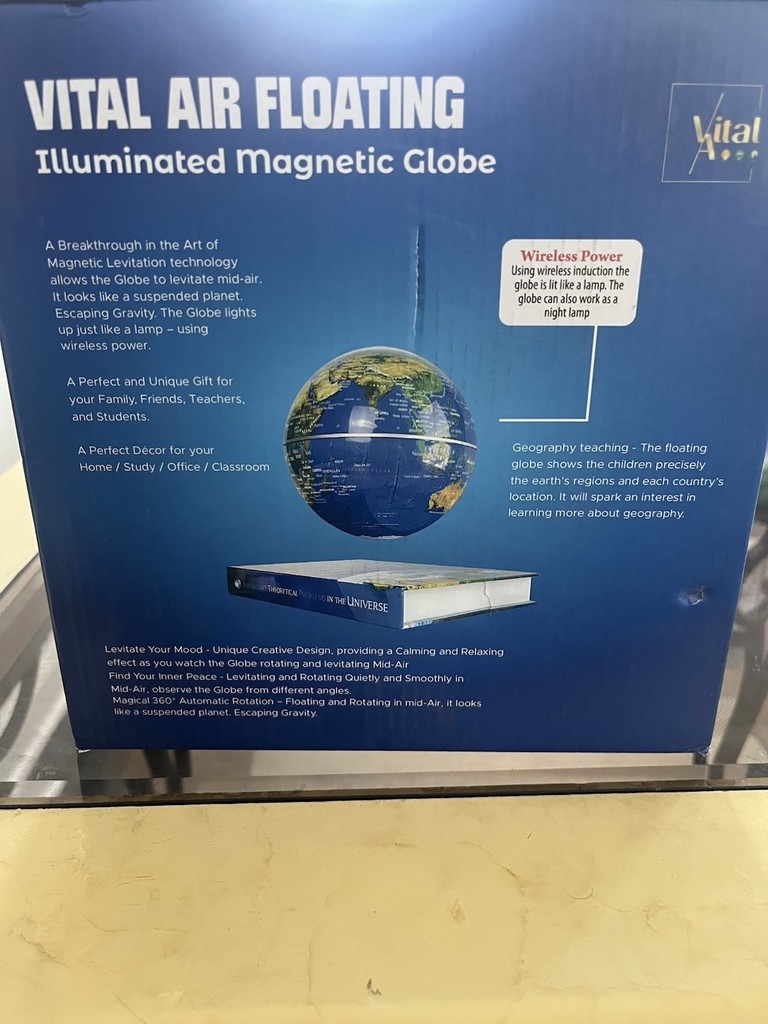 VITAL AIR FLOATING
Illuminated Magnetic Globe
Vital
A
A Breakthrough in the Art of
Magnetic Levitation technology
allows the Globe to levitate mid-air.
It looks like a suspended planet.
Escaping Gravity. The Globe lights
up just like a lamp – using
wireless power.
A Perfect and Unique Gift for
your Family, Friends, Teachers,
and Students.
A Perfect Décor for your
Home / Study / Office / Classroom
Wireless Power
Using wireless induction the
globe is lit like a lamp. The
globe can also work as a
night lamp
Geography teaching - The floating
globe shows the children precisely
the earth's regions and each country's
location. It will spark an interest in
learning more about geography.
THEORETICAL PROBLEMS IN THE UNIVERSE
Levitate Your Mood - Unique Creative Design, providing a Calming and Relaxing
effect as you watch the Globe rotating and levitating Mid-Air
Find Your Inner Peace - Levitating and Rotating Quietly and Smoothly in
Mid-Air, observe the Globe from different angles.
Magical 360° Automatic Rotation – Floating and Rotating in mid-Air, it looks
like a suspended planet. Escaping Gravity.